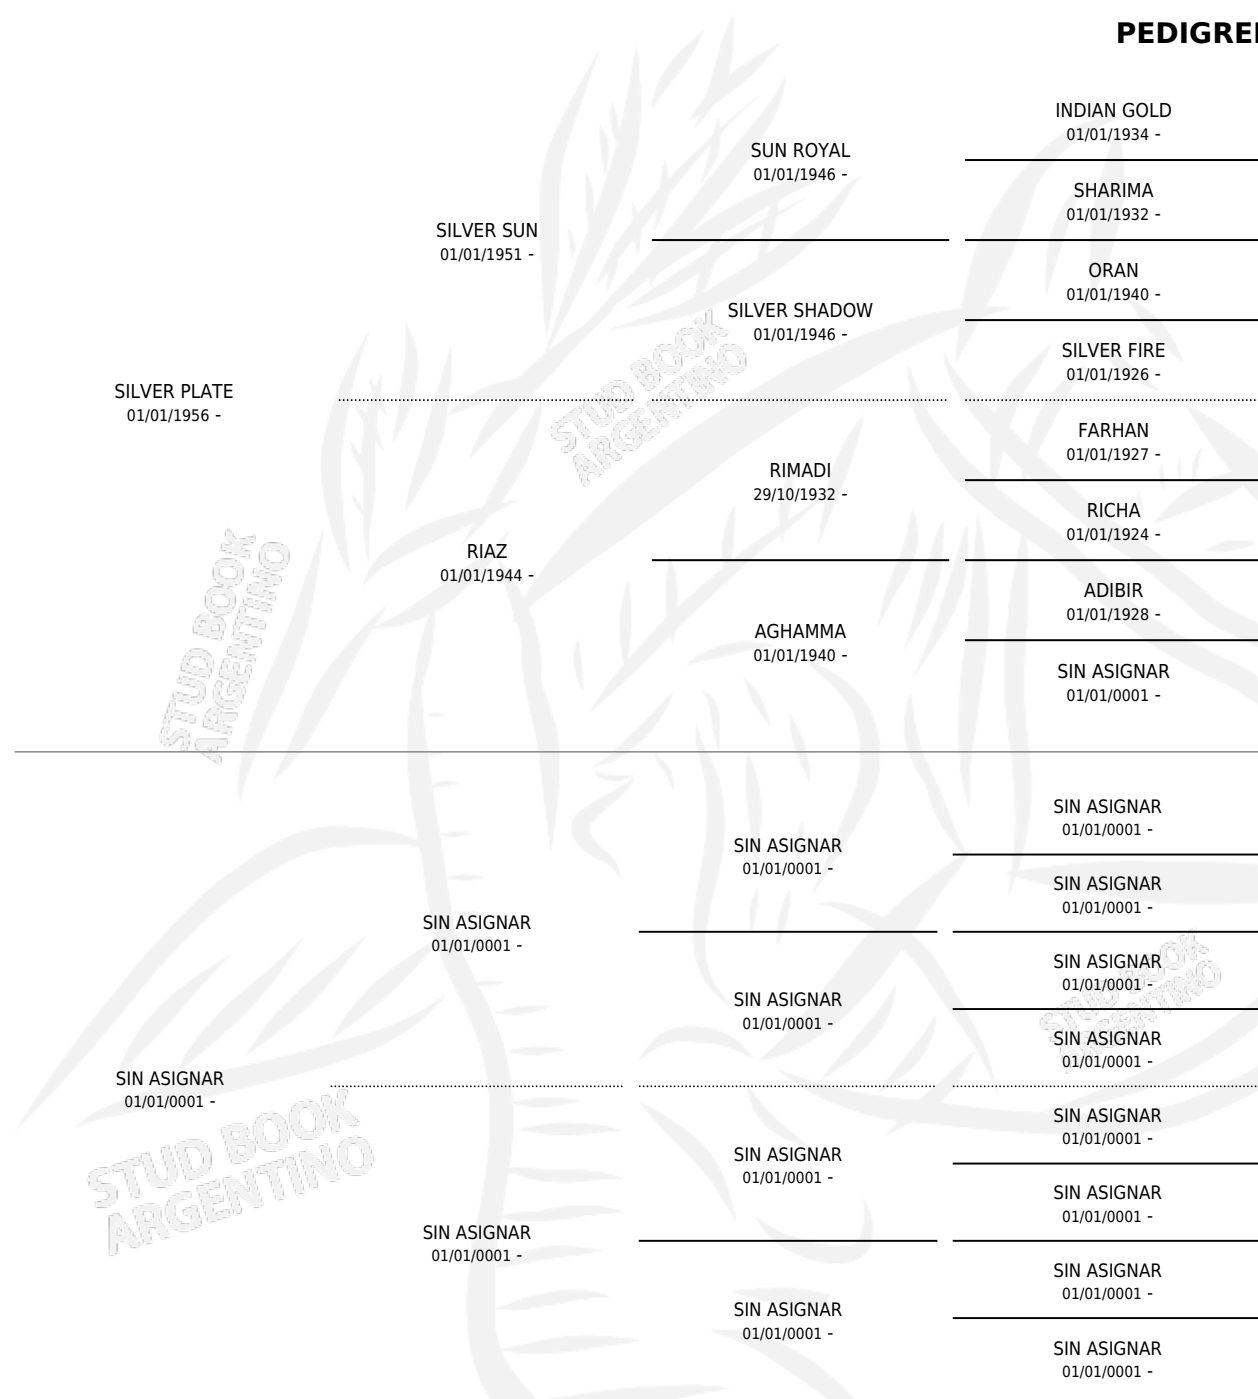 PEDIGREE
INDIAN GOLD
01/01/1934 -
SUN ROYAL
01/01/1946 -
SHARIMA
01/01/1932 -
SILVER SUN
01/01/1951 -
ORAN
01/01/1940 -
SILVER SHADOW
01/01/1946 -
SILVER FIRE
01/01/1926 -
SILVER PLATE
01/01/1956 -
FARHAN
01/01/1927 -
RIMADI
29/10/1932 -
RICHA
01/01/1924 -
RIAZ
01/01/1944 -
ADIBIR
01/01/1928 -
AGHAMMA
01/01/1940 -
SIN ASIGNAR
01/01/0001 -
STUD BOOK
ARGENTINO
STUD BOOK
ARGENTINO
SIN ASIGNAR
01/01/0001 -
SIN ASIGNAR
01/01/0001 -
SIN ASIGNAR
01/01/0001 -
SIN ASIGNAR
01/01/0001 -
SIN ASIGNAR
01/01/0001 -
SIN ASIGNAR
01/01/0001 -
SIN ASIGNAR
01/01/0001 -
SIN ASIGNAR
01/01/0001 -
SIN ASIGNAR
01/01/0001 -
SIN ASIGNAR
01/01/0001 -
SIN ASIGNAR
01/01/0001 -
SIN ASIGNAR
01/01/0001 -
SIN ASIGNAR
01/01/0001 -
SIN ASIGNAR
01/01/0001 -
SIN ASIGNAR
01/01/0001 -
STUD BOOK
ARGENTINO
STUD BOOK
ARGENTINO